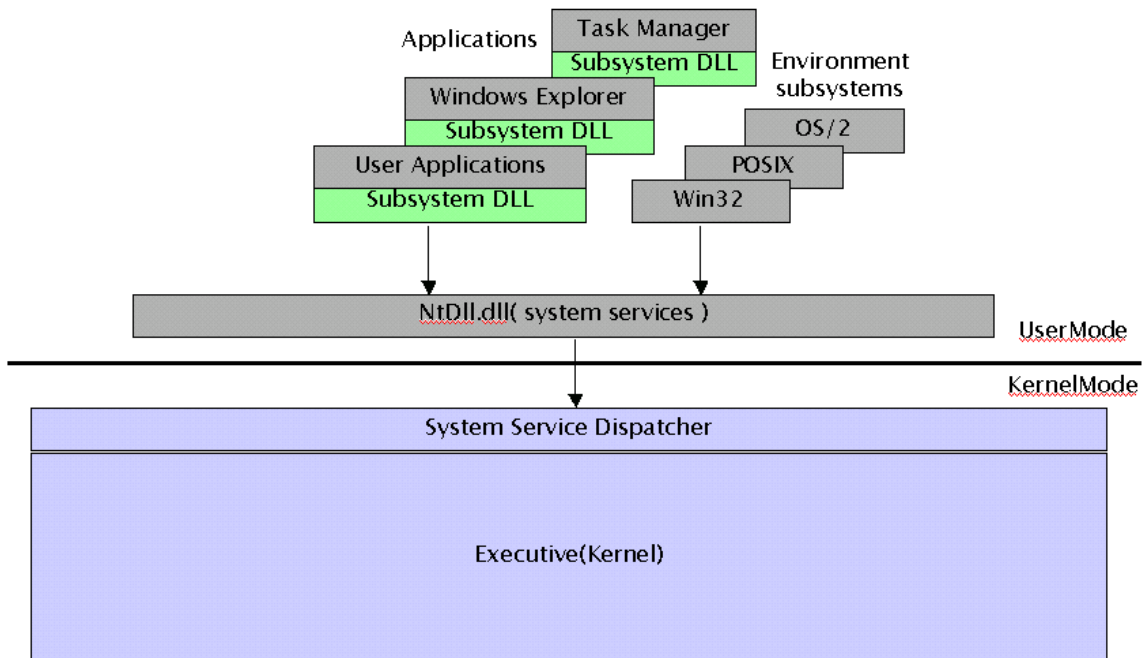 Applications
Task Manager
Subsystem DLL
Environment
subsystems
Windows Explorer
Subsystem DLL
OS/2
User Applications
Subsystem DLL
POSIX
Win32
NtDll.dll( system services )
UserMode
KernelMode
System Service Dispatcher
Executive(Kernel)